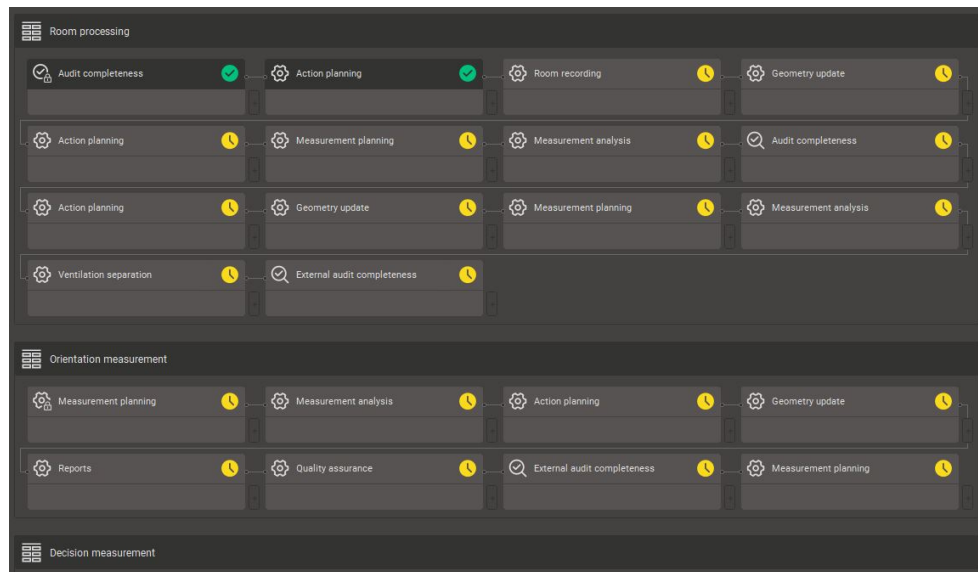 Room processing
Audit completeness
Action planning
Room recording
Geometry update
Action planning
Measurement planning
Measurement analysis
Audit completeness
Action planning
Geometry update
Measurement planning
Measurement analysis
Ventilation separation
External audit completeness
Orientation measurement
Measurement planning
Measurement analysis
Action planning
Geometry update
Reports
Quality assurance
External audit completeness
Measurement planning
Decision measurement